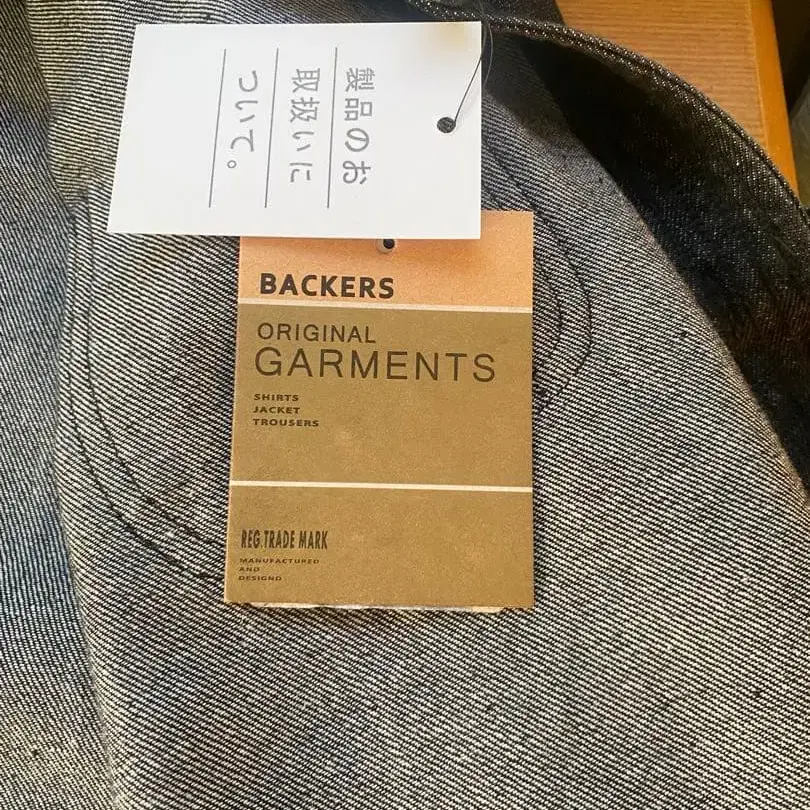 製品のお
取扱いに
ついて。
BACKERS
ORIGINAL
GARMENTS
SHIRTS
JACKET
TROUSERS
REG.TRADE MARK
MANUFACTURED
AND
DESIGND